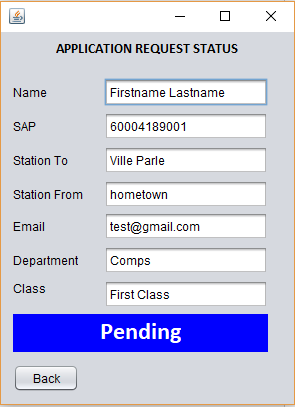 APPLICATION REQUEST STATUS
Name Firstname Lastname
SAP 60004189001
Station To Ville Parle
Station From hometown
Email test@gmail.com
Department Comps
Class First Class
Pending
Back